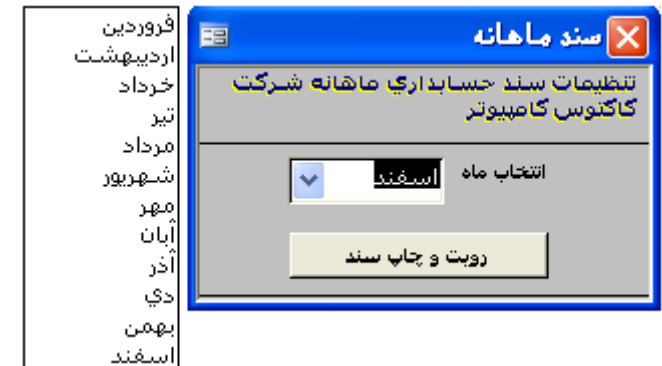 سند ماهانه
تنظيمات سند حسابداري ماهانه شركت
كاكتوس كامپيوتر
انتخاب ماه
اسفند
رويت و چاپ سند
فروردين
ارديبهشت
خرداد
تير
مرداد
شهريور
مهر
آبان
آذر
دي
بهمن
اسفند